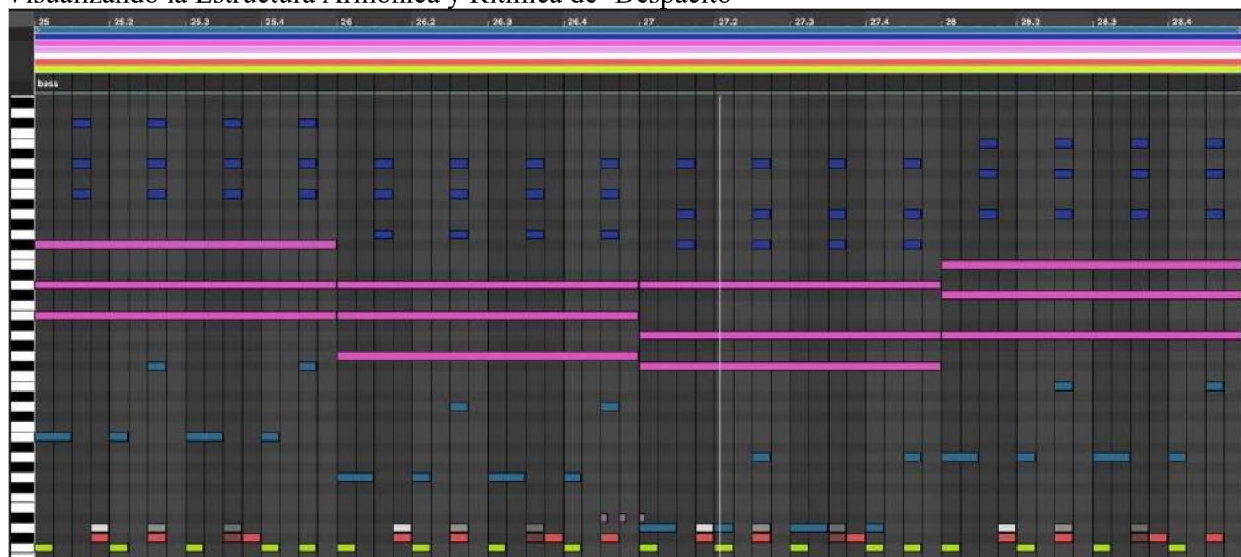 Visualizando la Estructura Armónica y Rítmica de "Despacito"
25 25.2 25.3 25.4 26 26.2 26.3 26.4 27 27.2 27.3 27.4 28 28.2 28.3 28.4
bass